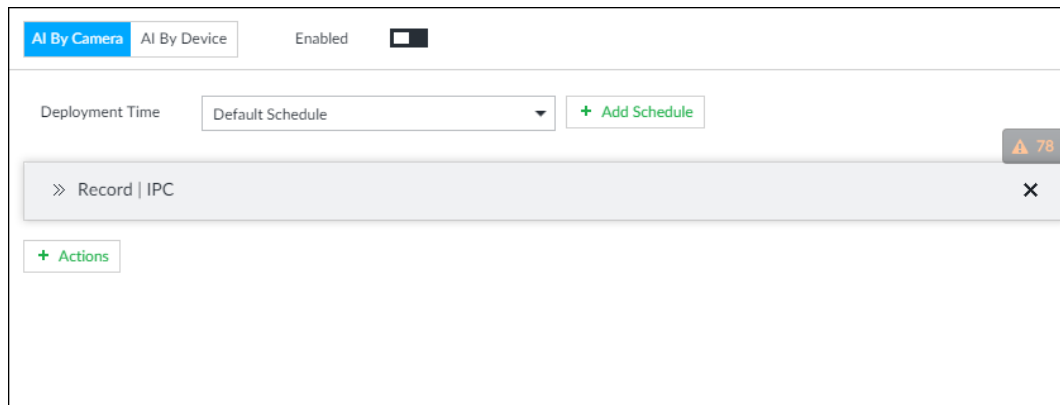 AI By Camera AI By Device Enabled
Deployment Time Default Schedule + Add Schedule
78
Record | IPC
+ Actions